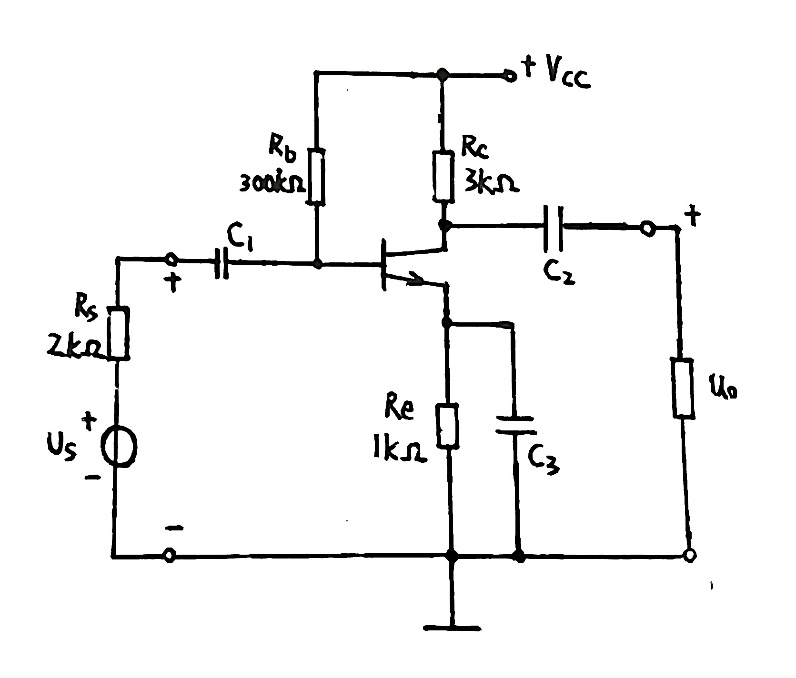 + Vcc
Rb
300kΩ
Rc
3kΩ
+
C1
+
C2
Rs
2kΩ
uo
+
Us
-
Re
1kΩ
C3
-